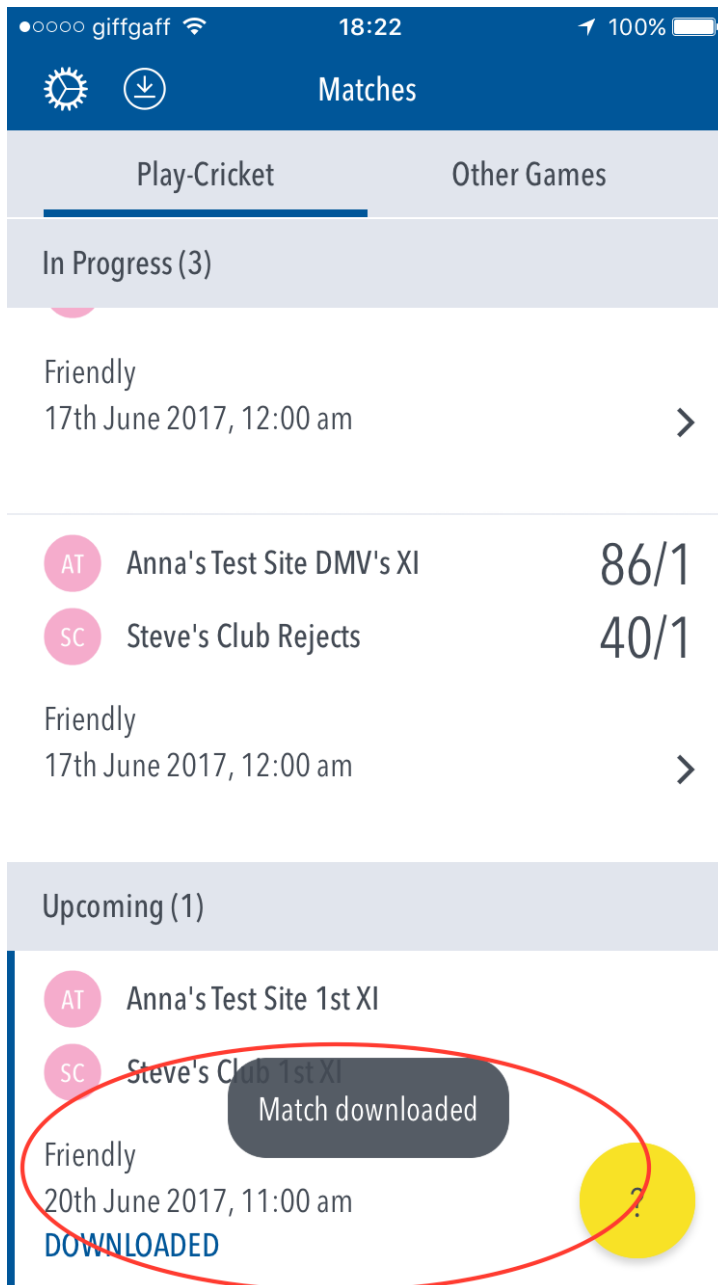 giffgaff 18:22 100%
Matches
Play-Cricket Other Games
In Progress (3)
Friendly
17th June 2017, 12:00 am
AT Anna's Test Site DMV's XI 86/1
SC Steve's Club Rejects 40/1
Friendly
17th June 2017, 12:00 am
Upcoming (1)
AT Anna's Test Site 1st XI
SC Steve's Club 1st XI
Match downloaded
Friendly
20th June 2017, 11:00 am ?
DOWNLOADED